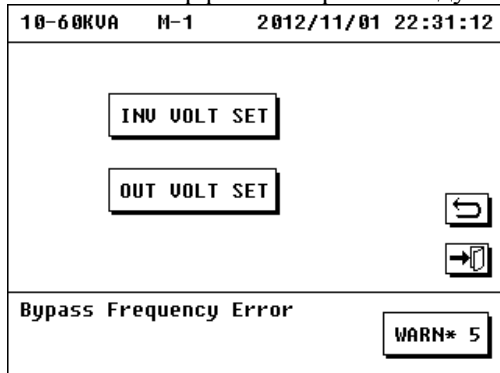 10-60KVA M-1 2012/11/01 22:31:12
INV VOLT SET
OUT VOLT SET
Bypass Frequency Error
WARN* 5